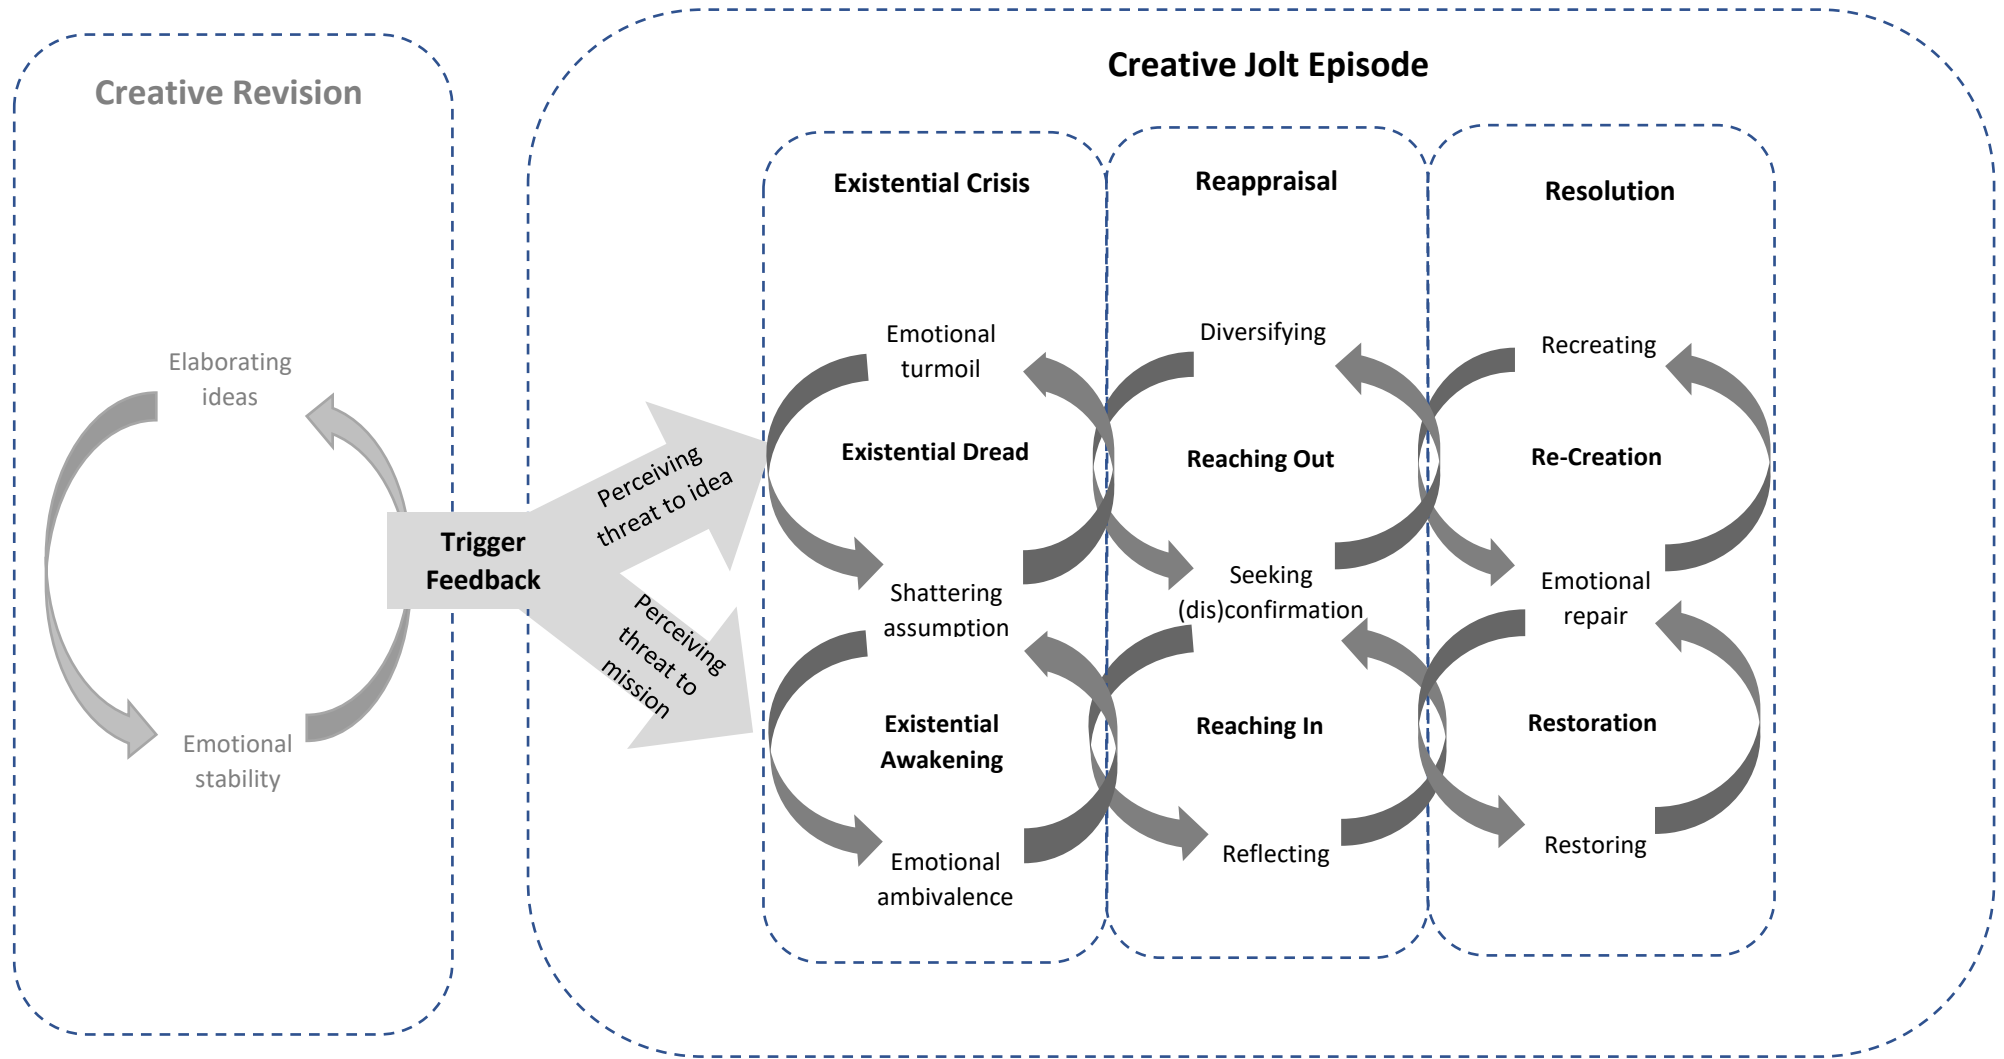 Creative Revision
Elaborating
ideas
Emotional
stability
Trigger
Feedback
Perceiving
threat to idea
Perceiving
threat to
mission
Creative Jolt Episode
Existential Crisis
Emotional
turmoil
Existential Dread
Shattering
assumption
Existential
Awakening
Emotional
ambivalence
Reappraisal
Diversifying
Reaching Out
Seeking
(dis)confirmation
Reaching In
Reflecting
Resolution
Recreating
Re-Creation
Emotional
repair
Restoration
Restoring